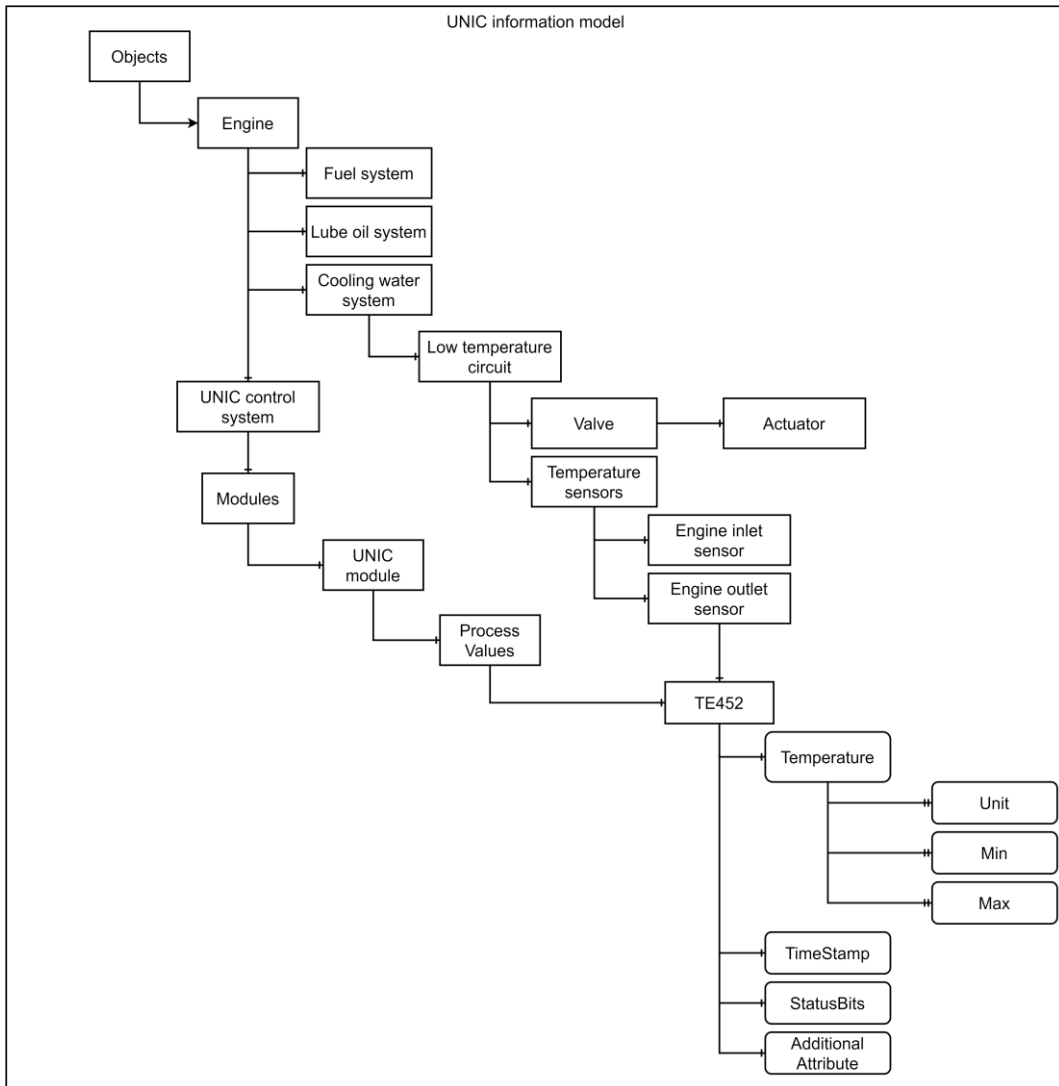 UNIC information model
Objects
Engine
Fuel system
Lube oil system
Cooling water
system
Low temperature
circuit
UNIC control
system
Valve
Actuator
Temperature
sensors
Modules
Engine inlet
sensor
UNIC
module
Engine outlet
sensor
Process
Values
TE452
Temperature
Unit
Min
Max
TimeStamp
StatusBits
Additional
Attribute